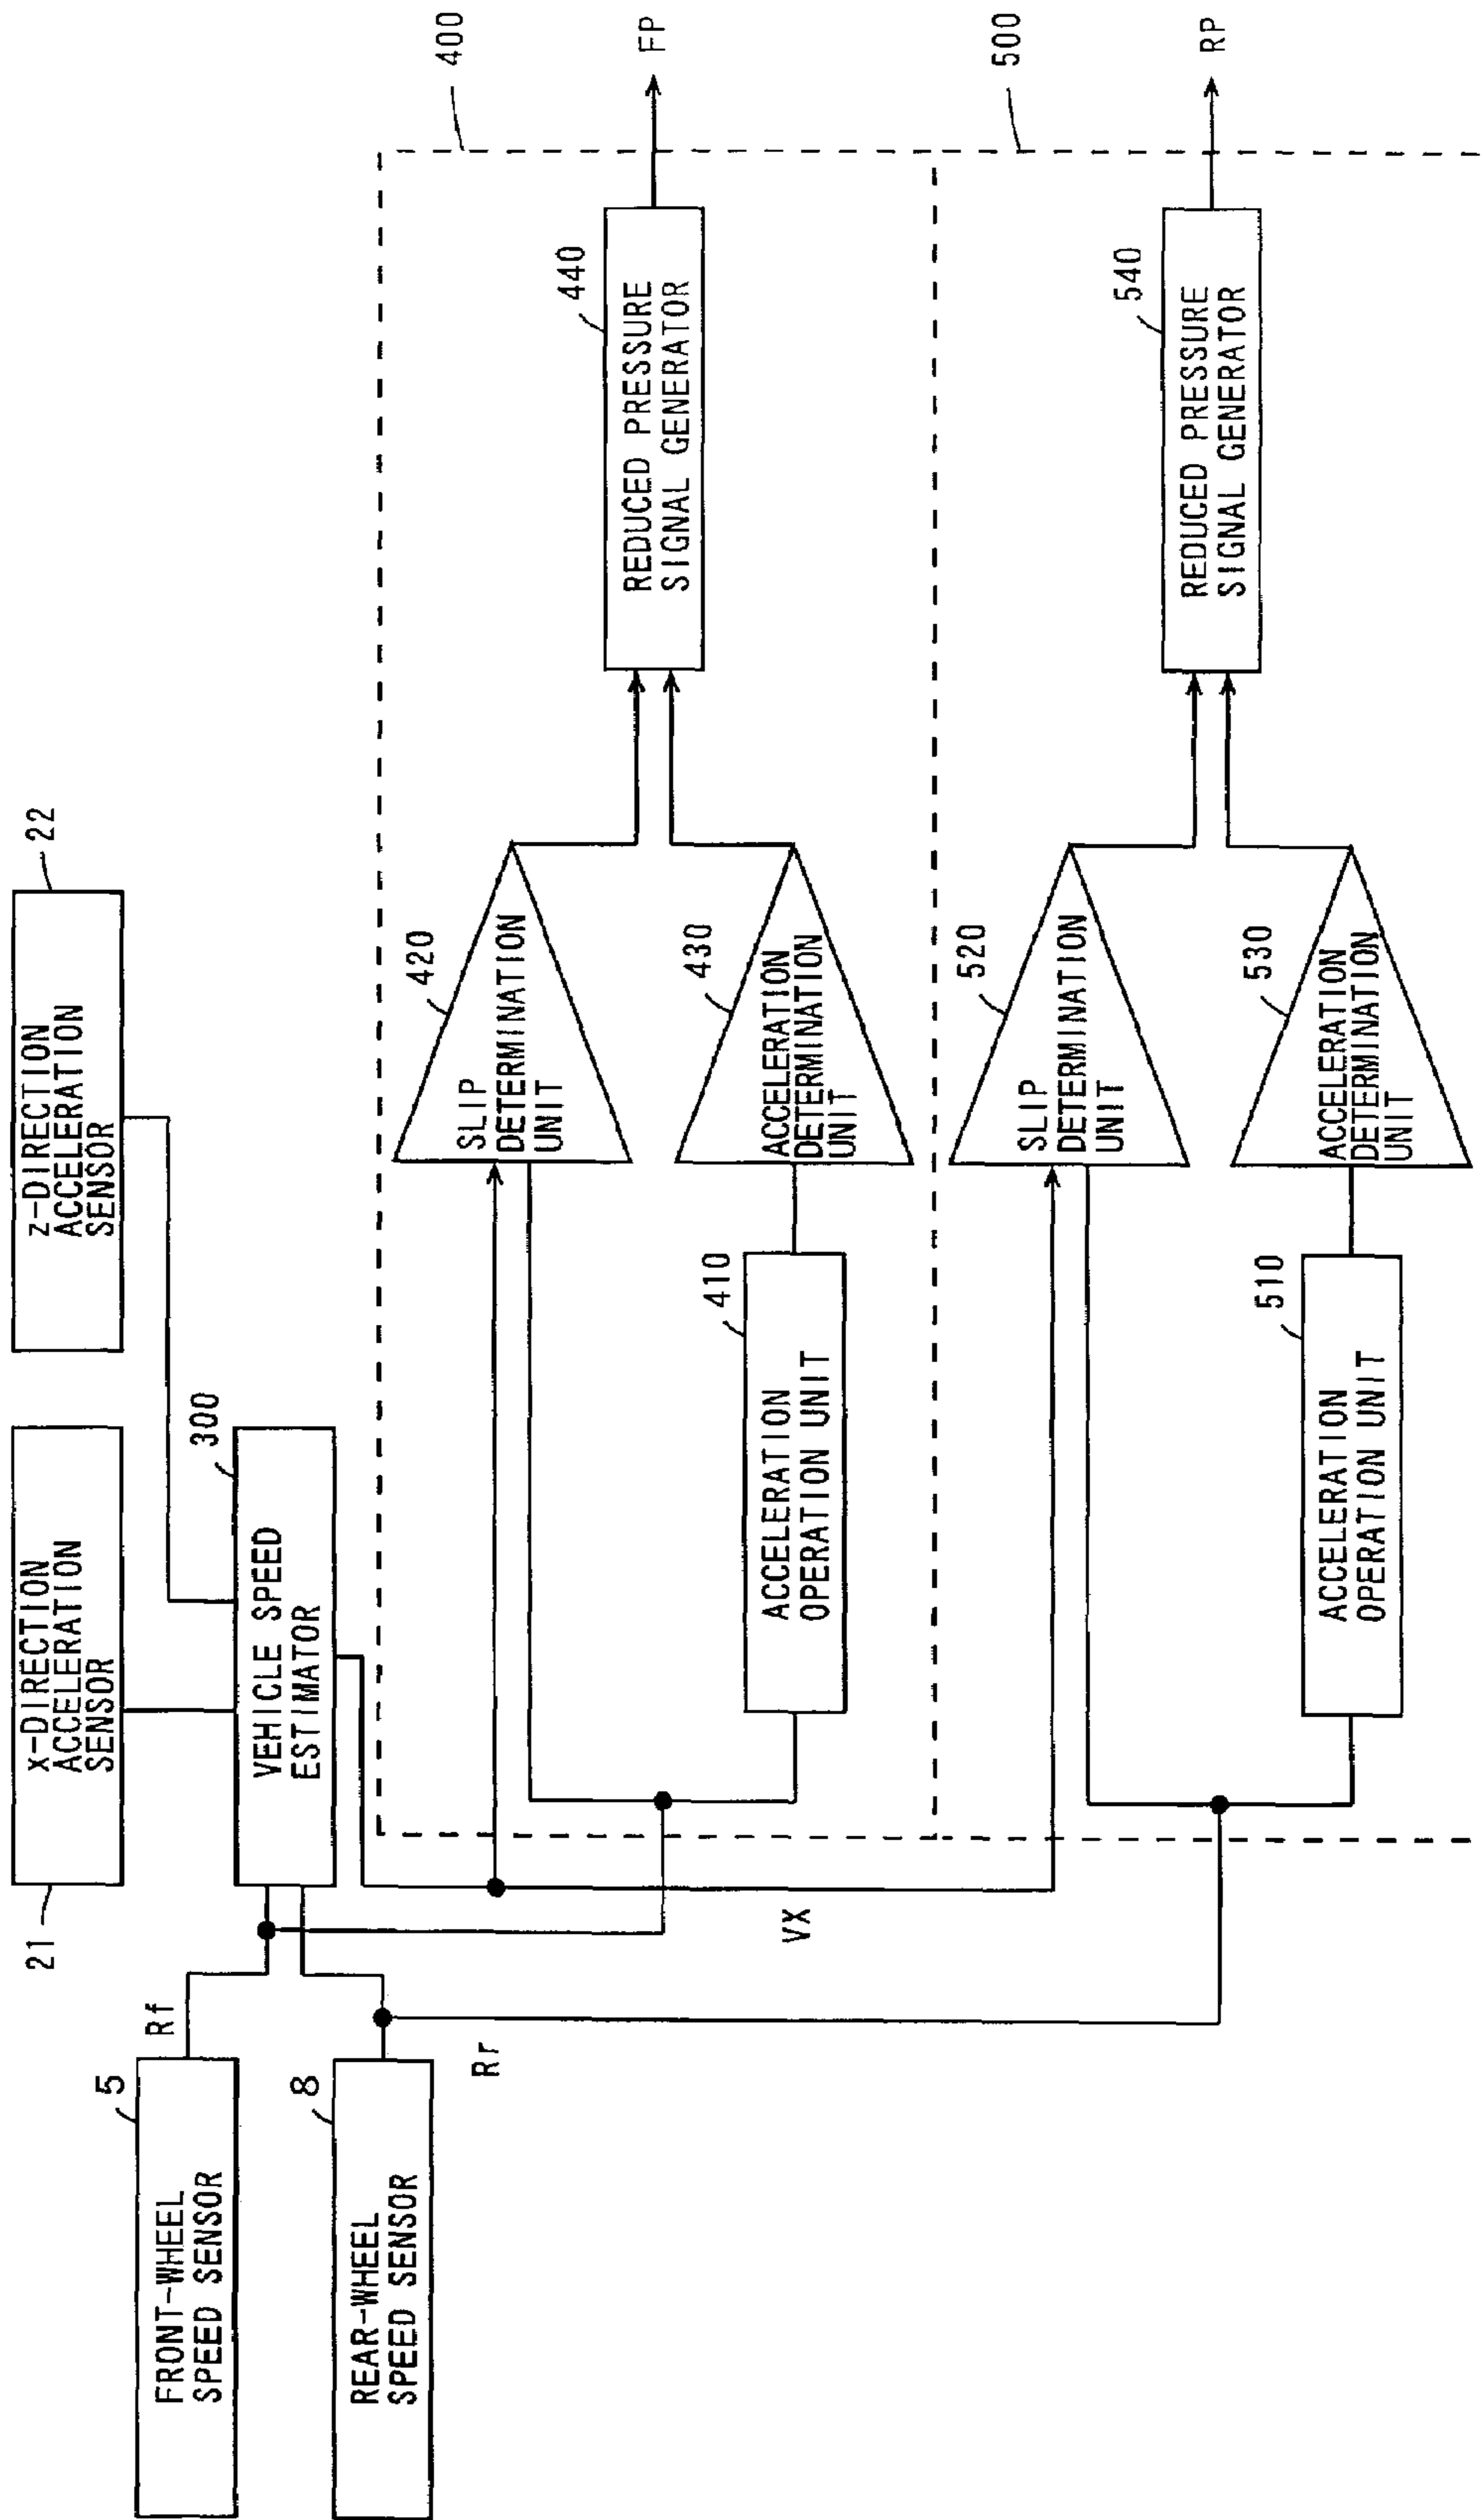 x-DIRECTION
ACCELERATION
SENSOR
21
z-DIRECTION
ACCELERATION
SENSOR
22
FRONT-WHEEL
SPEED SENSOR
5
Rf
REAR-WHEEL
SPEED SENSOR
8
Rr
VEHICLE SPEED
ESTIMATOR
300
VX
400
SLIP
DETERMINATION
UNIT
420
ACCELERATION
OPERATION UNIT
410
ACCELERATION
DETERMINATION
UNIT
430
REDUCED PRESSURE
SIGNAL GENERATOR
440
FP
500
SLIP
DETERMINATION
UNIT
520
ACCELERATION
OPERATION UNIT
510
ACCELERATION
DETERMINATION
UNIT
530
REDUCED PRESSURE
SIGNAL GENERATOR
540
RP